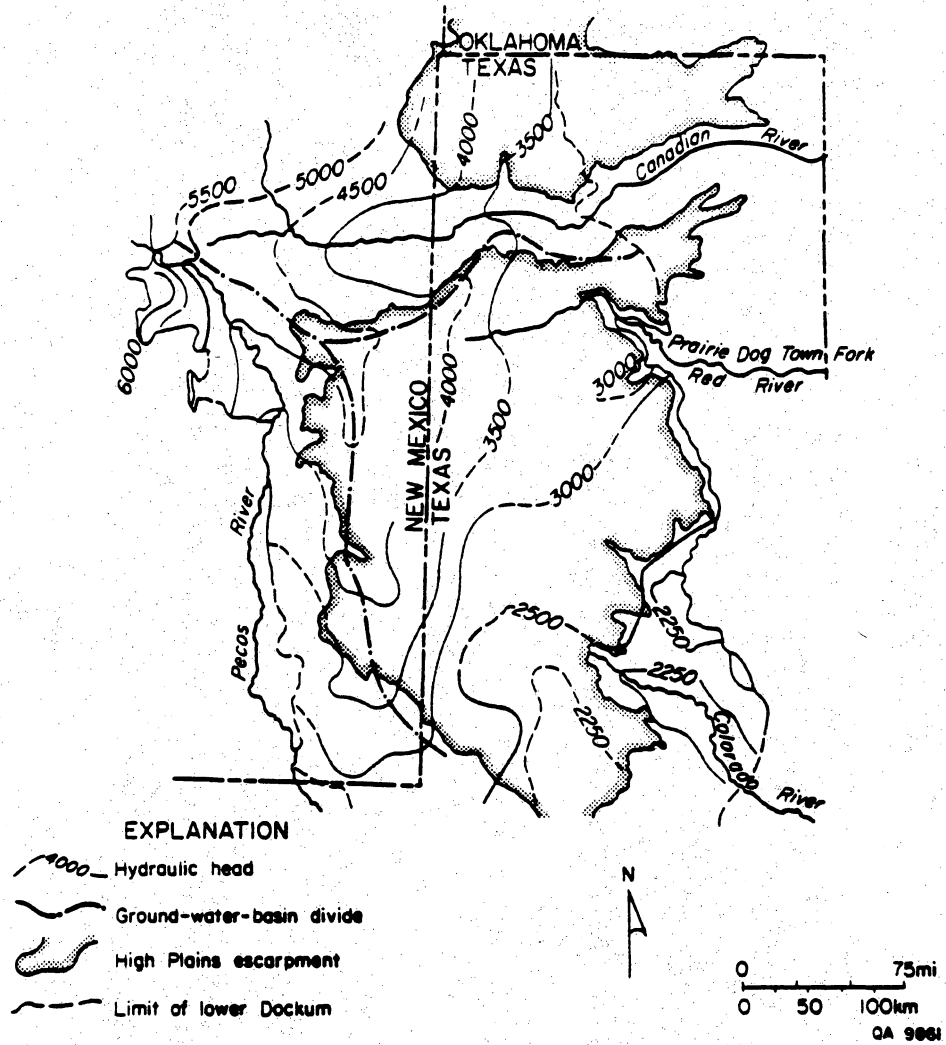 OKLAHOMA
TEXAS
4000
3500
Canadian River
5500
5000
4500
6000
Prairie Dog Town Fork
Red River
3000
4000
3500
NEW MEXICO
TEXAS
3000
Pecos River
2500
2250
2250
2250
Colorado River
EXPLANATION
4000 Hydraulic head
Ground-water-basin divide
High Plains escarpment
Limit of lower Dockum
N
0 75mi
0 50 100km
QA 9861